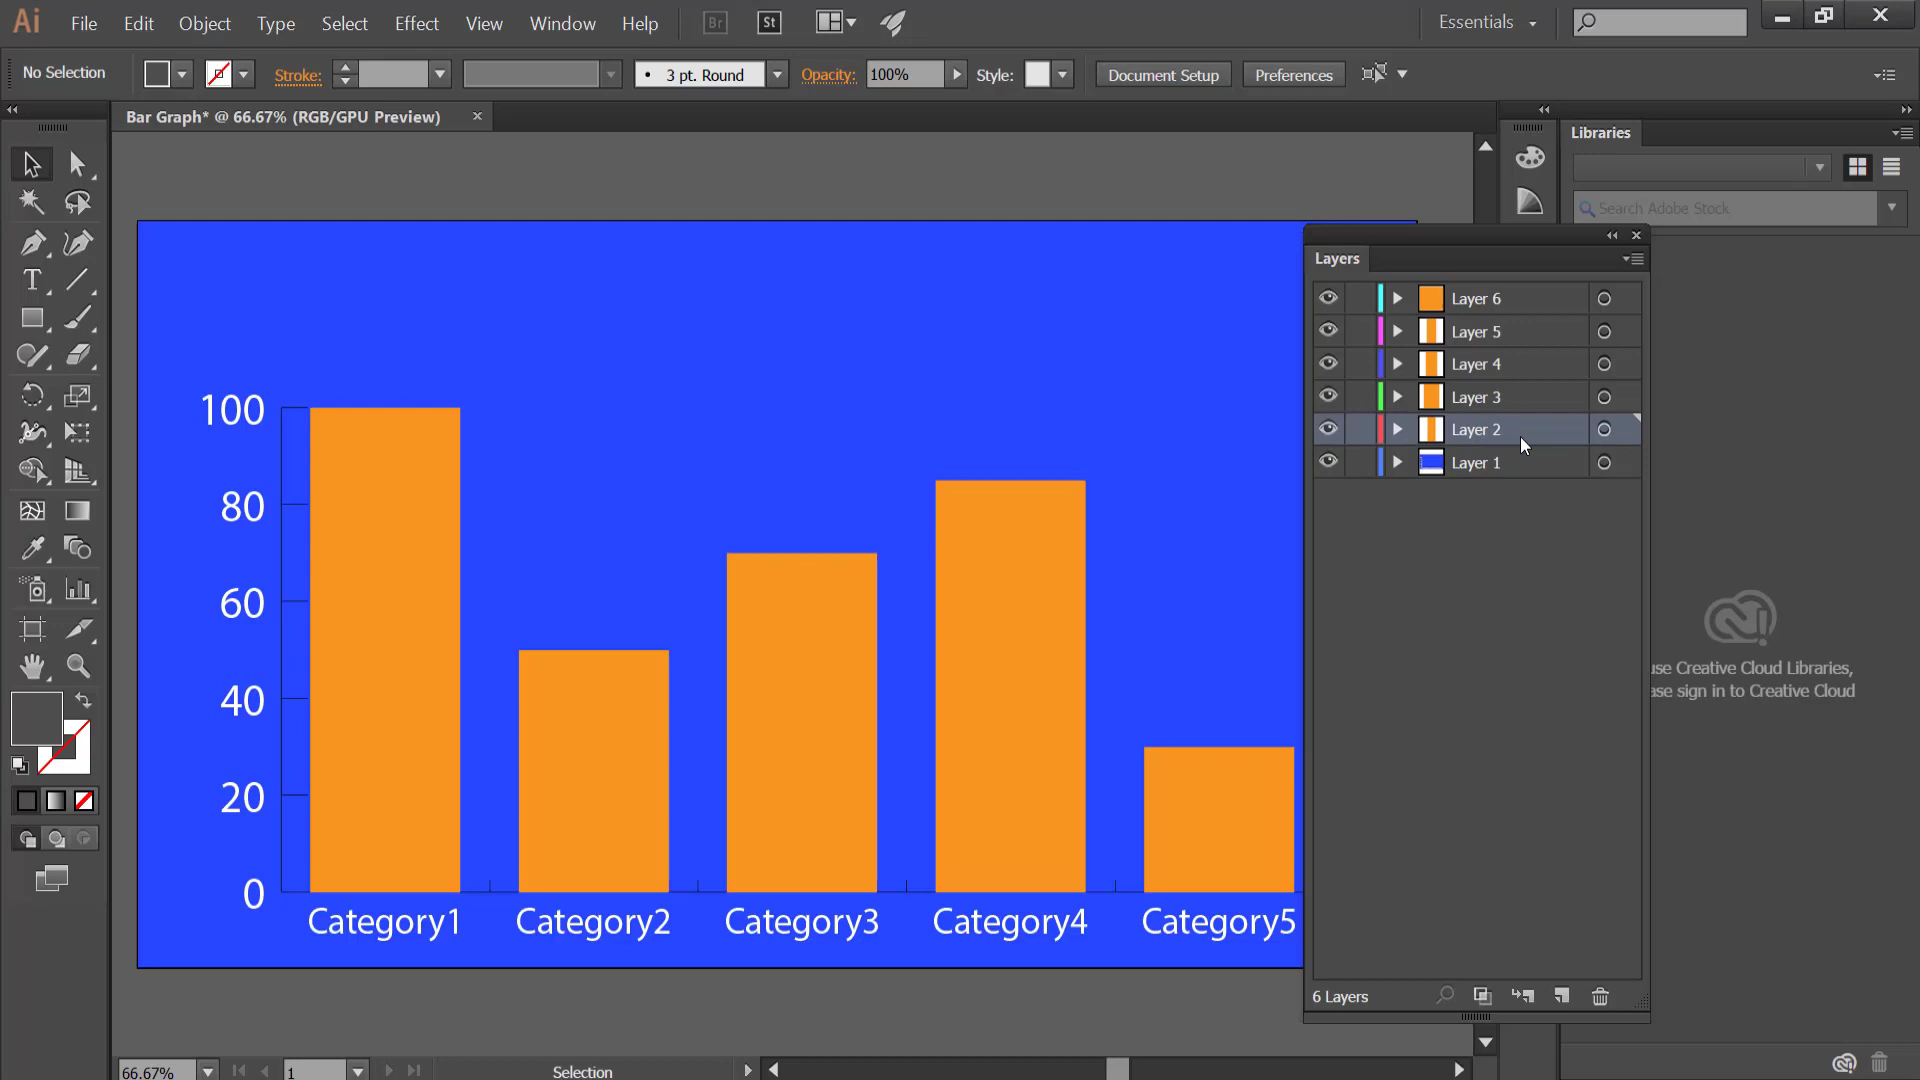 Ai File Edit Object Type Select Effect View Window Help Br St Essentials
No Selection Stroke: 3 pt. Round Opacity: 100% Style: Document Setup Preferences
Bar Graph* @ 66.67% (RGB/GPU Preview)
Libraries
Search Adobe Stock
Layers
Layer 6
Layer 5
Layer 4
Layer 3
Layer 2
Layer 1
100
80
60
40
20
0
Category1 Category2 Category3 Category4 Category5
use Creative Cloud Libraries,
ase sign in to Creative Cloud
6 Layers
66.67% 1 Selection